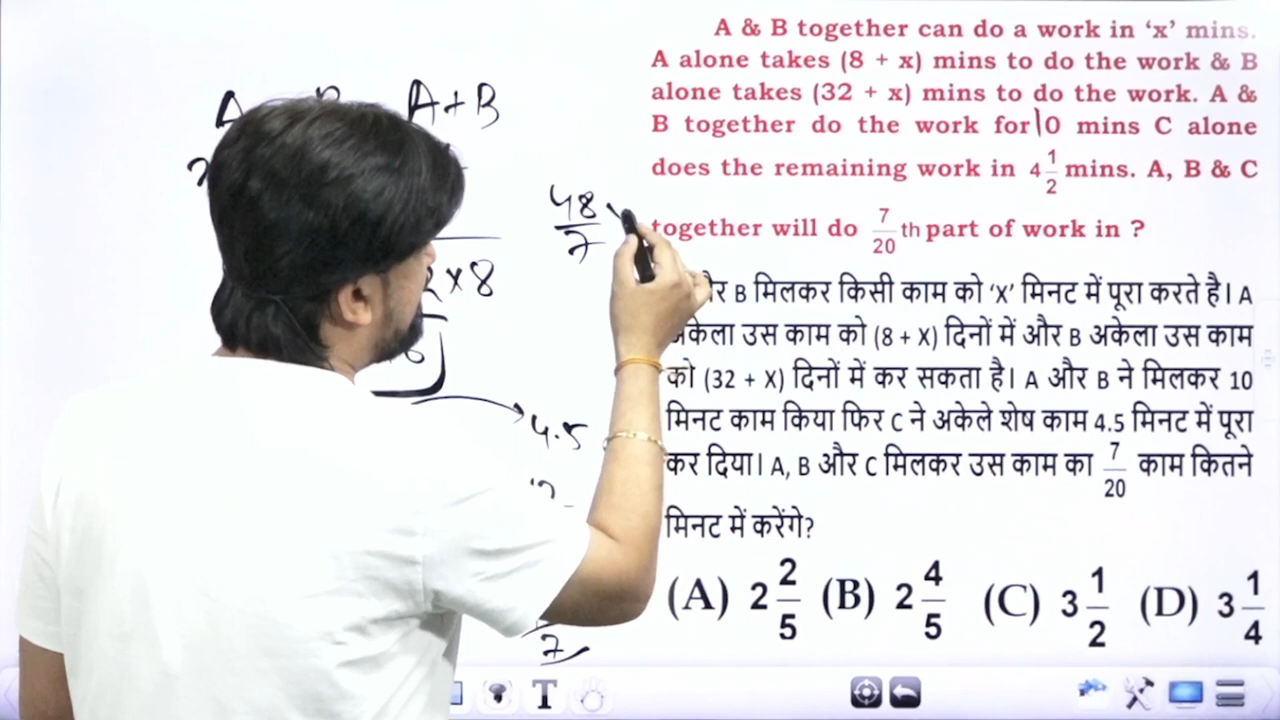 A & B together can do a work in ‘x’ mins.
A alone takes (8 + x) mins to do the work & B
alone takes (32 + x) mins to do the work. A &
B together do the work for 10 mins C alone
does the remaining work in 4 1/2 mins. A, B & C
together will do 7/20 th part of work in ?
B मिलकर किसी काम को ‘X’ मिनट में पूरा करते है। A
अकेला उस काम को (8 + X) दिनों में और B अकेला उस काम
को (32 + X) दिनों में कर सकता है। A और B ने मिलकर 10
मिनट काम किया फिर C ने अकेले शेष काम 4.5 मिनट में पूरा
कर दिया। A, B और C मिलकर उस काम का 7/20 काम कितने
मिनट में करेंगे?
(A) 2 2/5 (B) 2 4/5 (C) 3 1/2 (D) 3 1/4
A A+B
×8
48/7
4.5
7
T